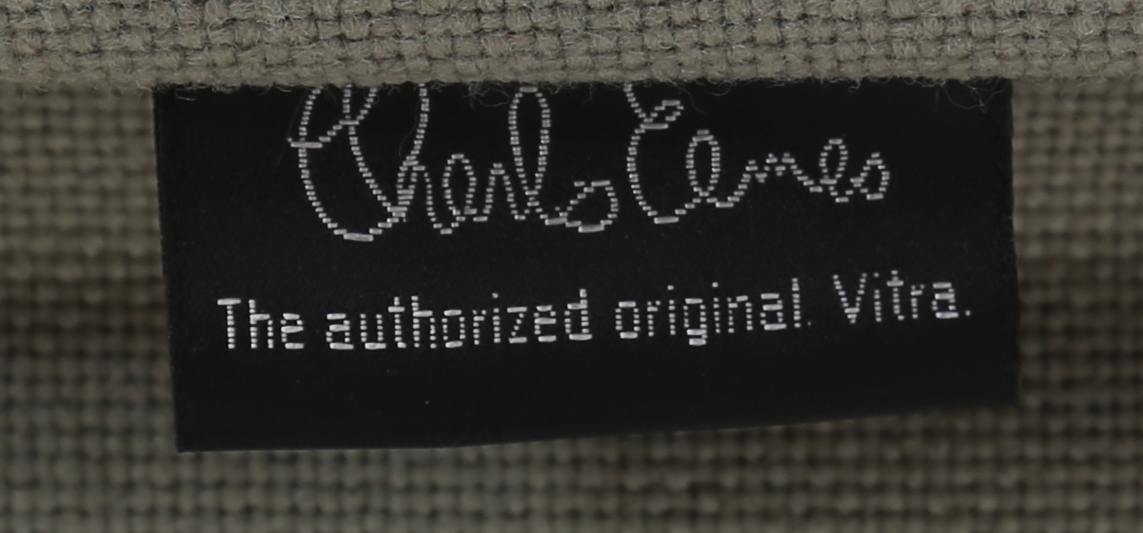 Charles Eames
The authorized original. Vitra.